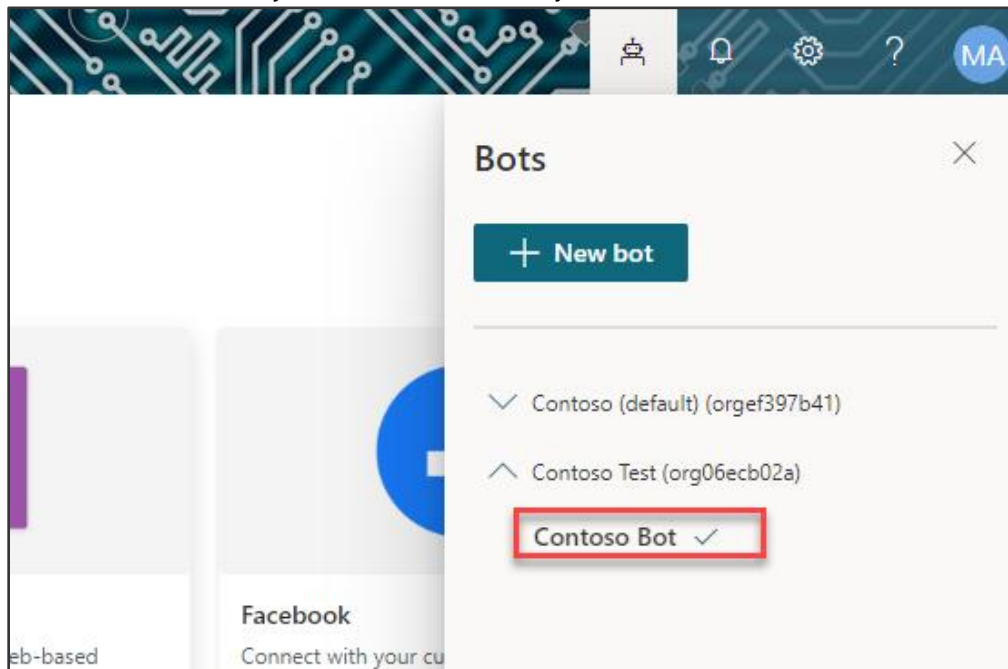 MA
Bots
+ New bot
Contoso (default) (orgef397b41)
Contoso Test (org06ecb02a)
Contoso Bot
Facebook
eb-based
Connect with your cu